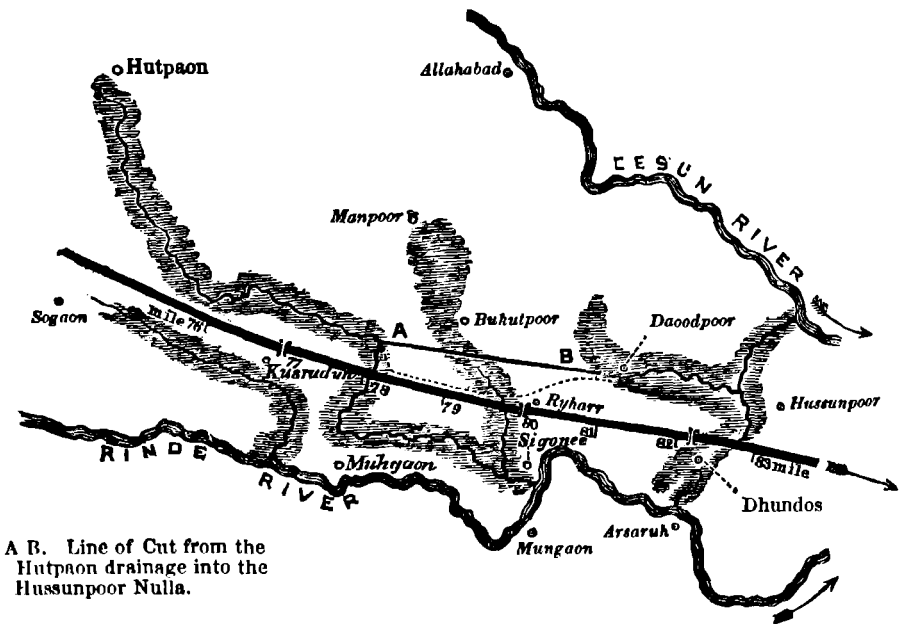 Hutpaon
Allahabad
CESUN RIVER
Manpoor
Sogaon
mile 76
A
Buhutpoor
B
Daoodpoor
77
Kusruduh
78
79
Ryharr
80
81
82
83 mile
Hussunpoor
Sigonee
RINDE RIVER
Muhgaon
Mungaon
Arsaruh
Dhundos
A B. Line of Cut from the
Hutpaon drainage into the
Hussunpoor Nulla.